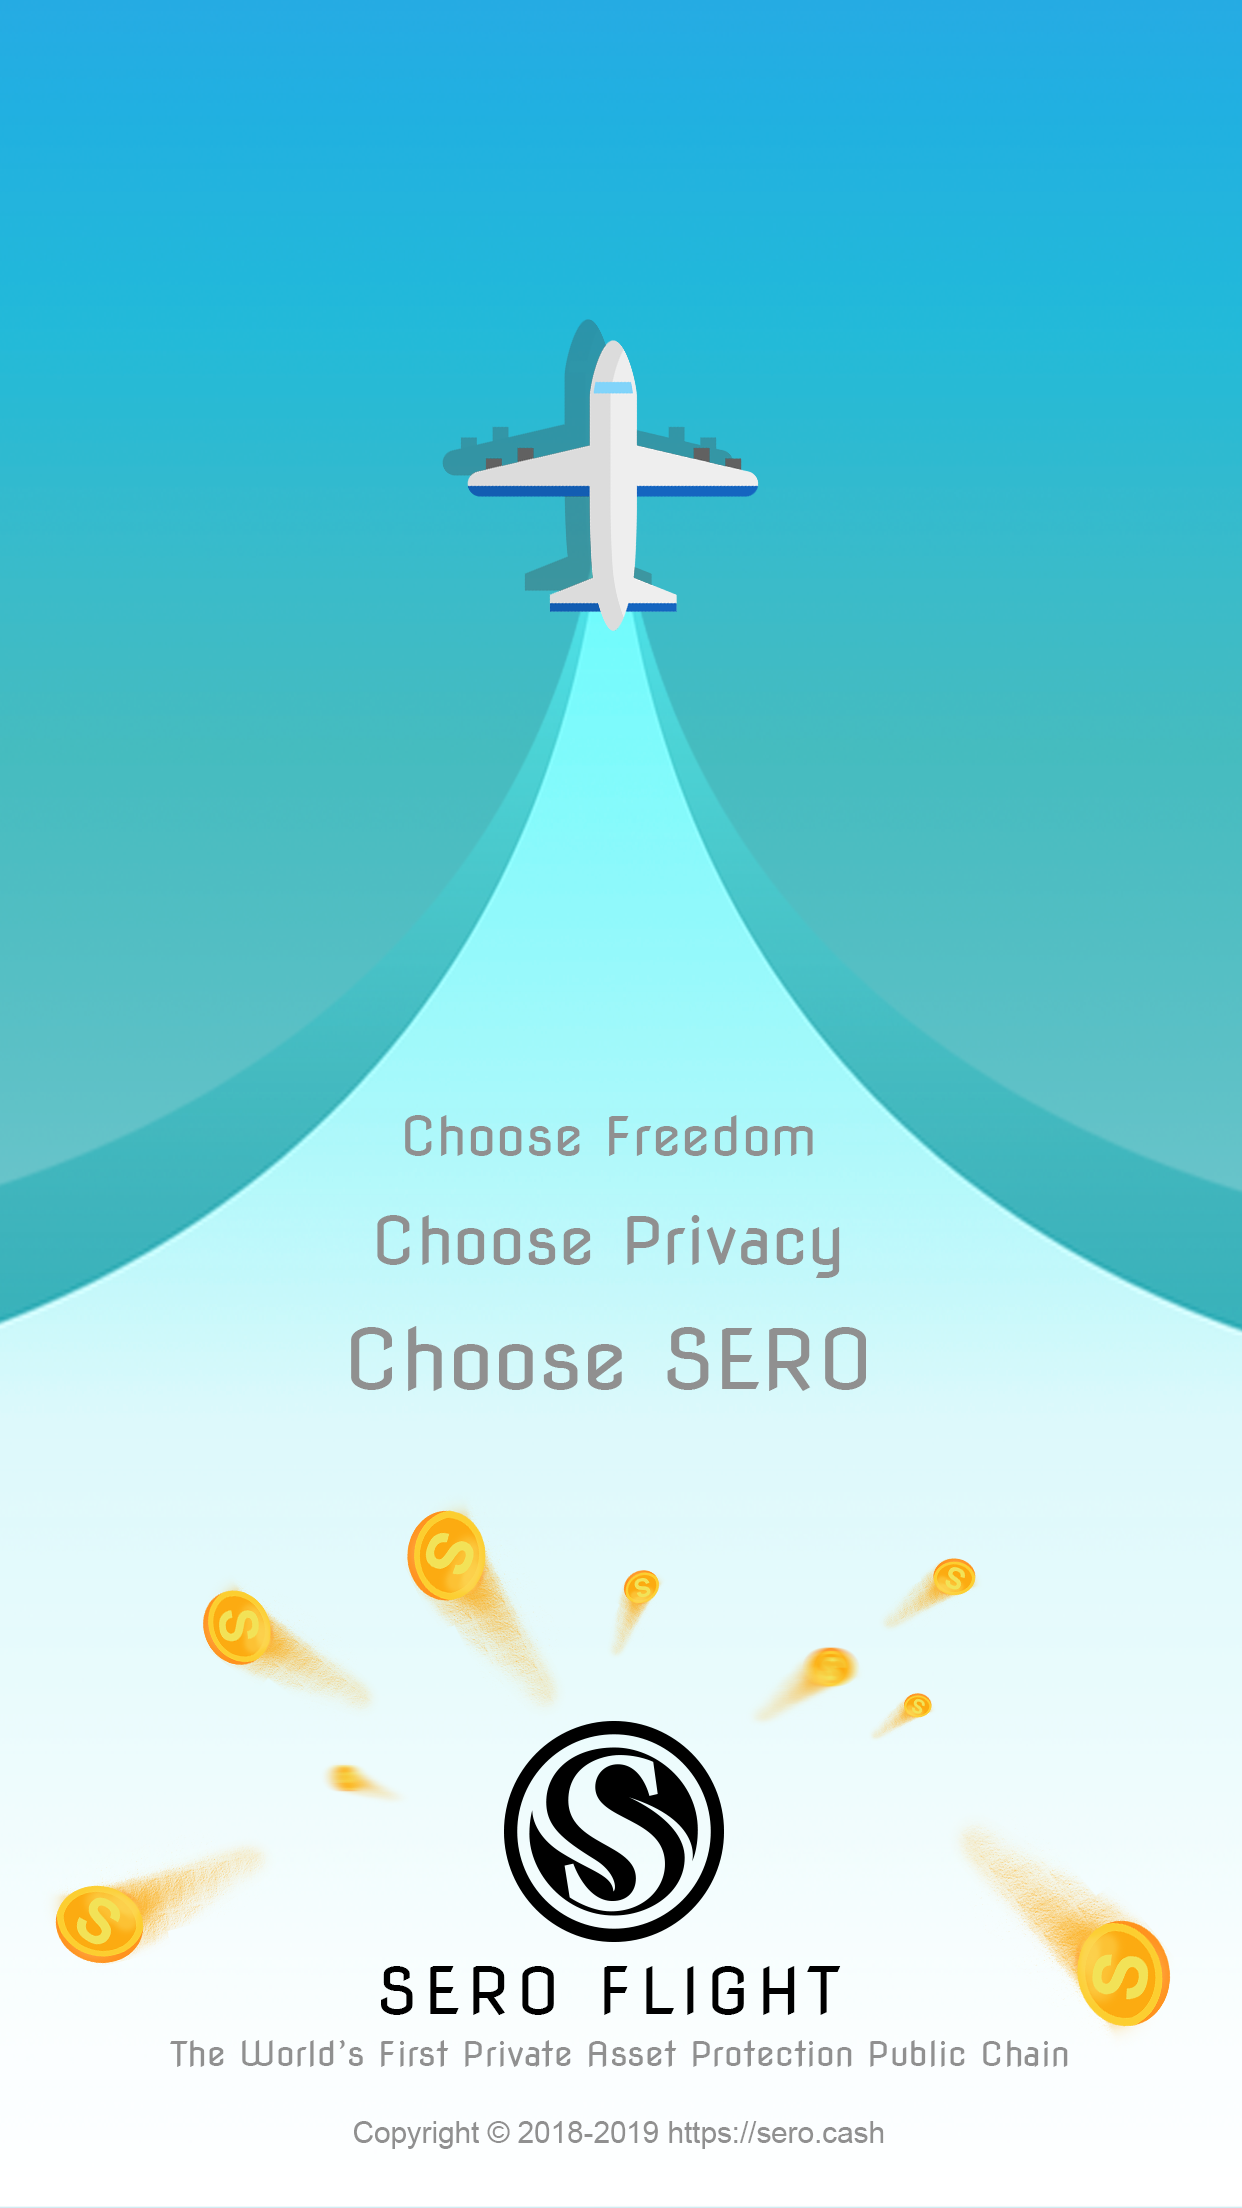 Choose Freedom
Choose Privacy
Choose SERO
SERO FLIGHT
The World's First Private Asset Protection Public Chain
Copyright © 2018-2019 https://sero.cash